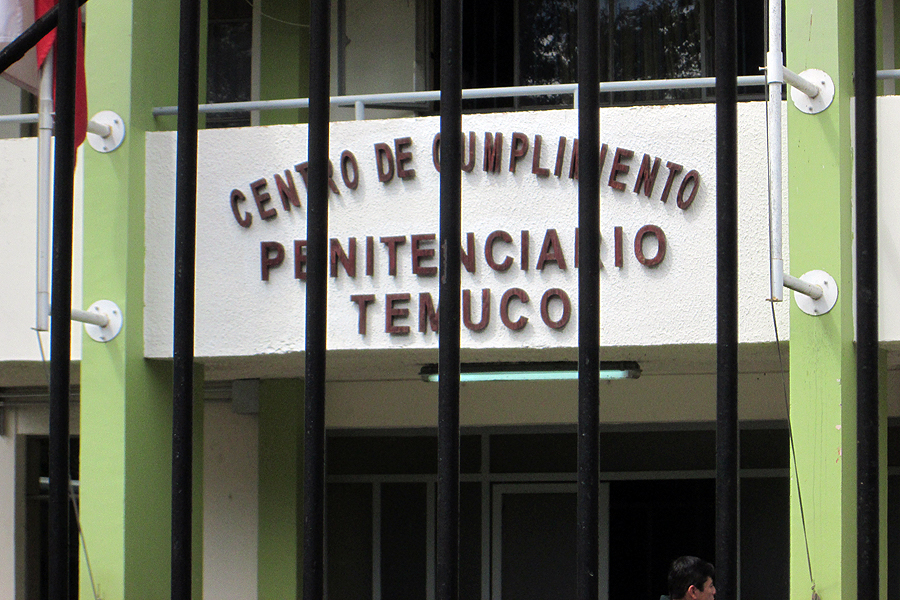 CENTRO DE CUMPLIMIENTO
PENITENCIARIO
TEMUCO